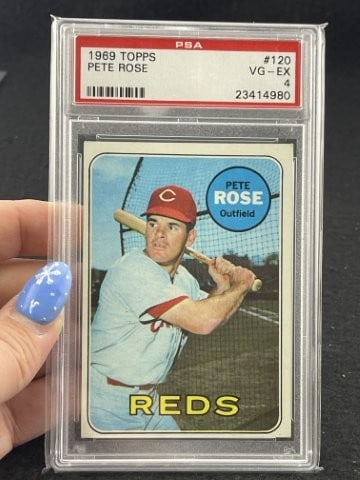 PSA
1969 TOPPS #120
PETE ROSE VG-EX
4
23414980
PETE
ROSE
Outfield
C
REDS